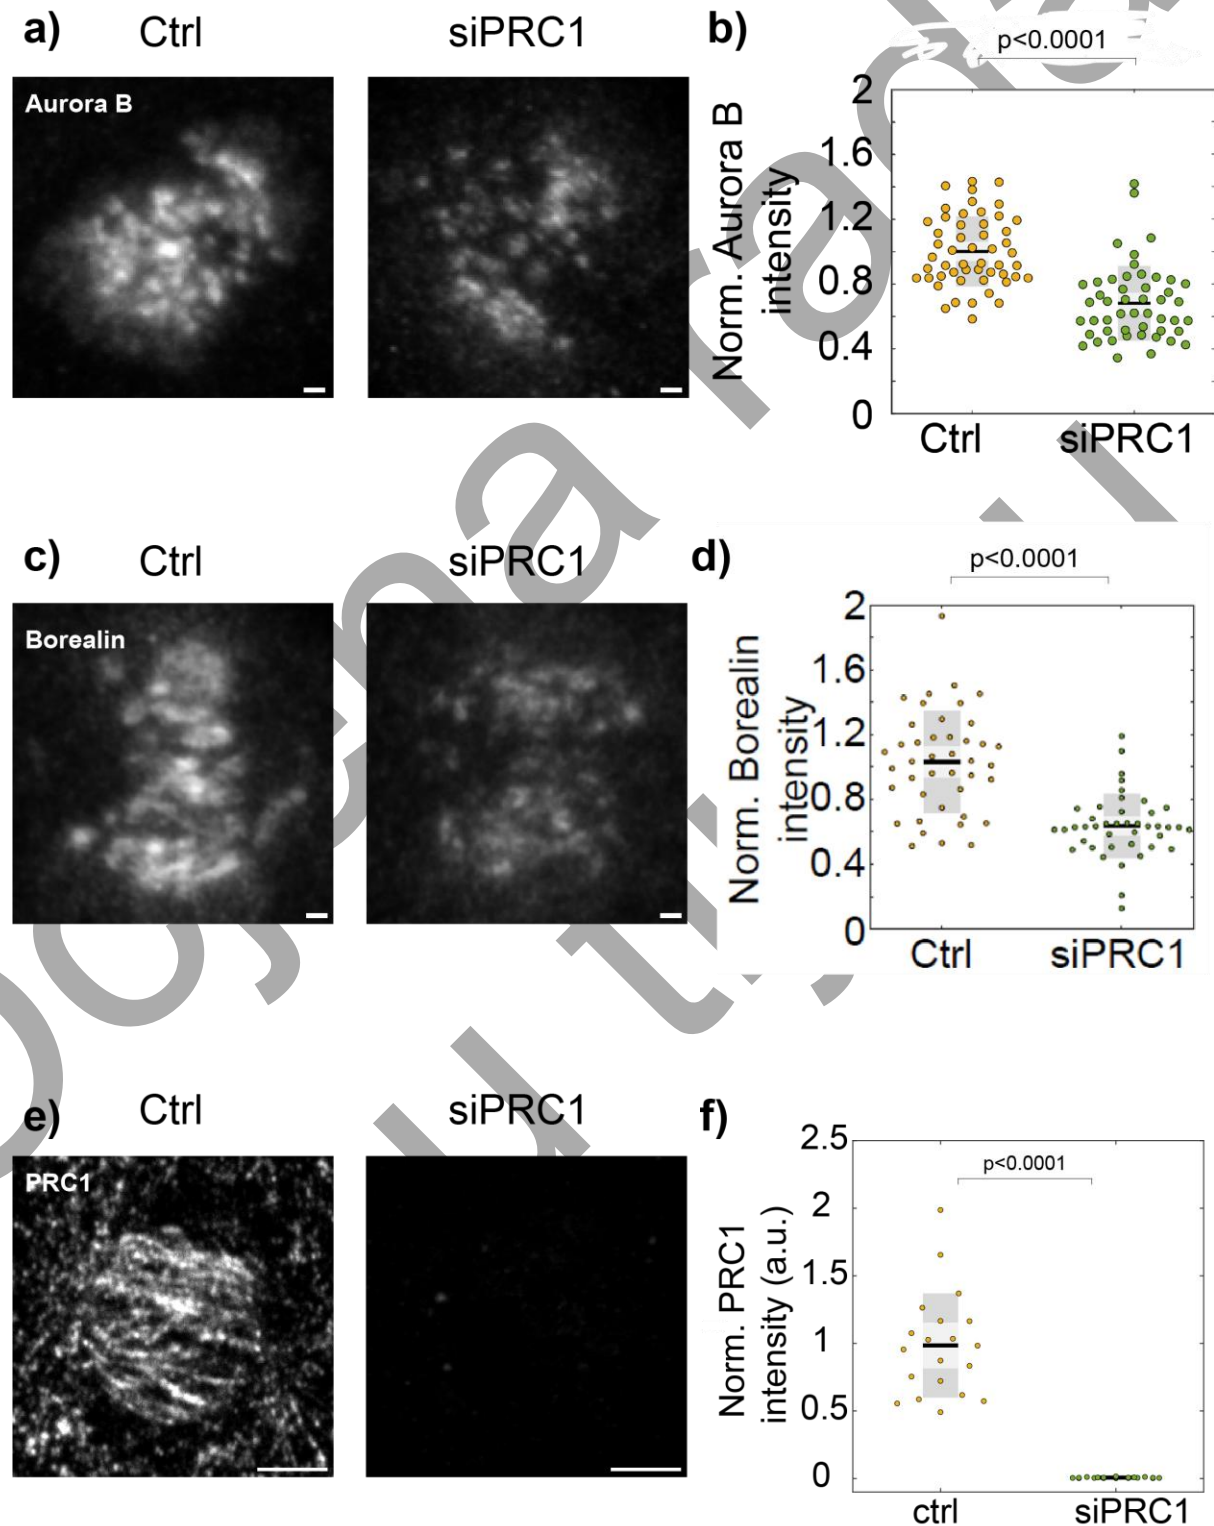 a) Ctrl siPRC1
Aurora B
b)
p<0.0001
Norm. Aurora B
intensity
2
1.6
1.2
0.8
0.4
0
Ctrl siPRC1
c) Ctrl siPRC1
Borealin
d)
p<0.0001
Norm. Borealin
intensity
2
1.6
1.2
0.8
0.4
0
Ctrl siPRC1
e) Ctrl siPRC1
PRC1
f)
p<0.0001
Norm. PRC1
intensity (a.u.)
2.5
2
1.5
1
0.5
0
ctrl siPRC1